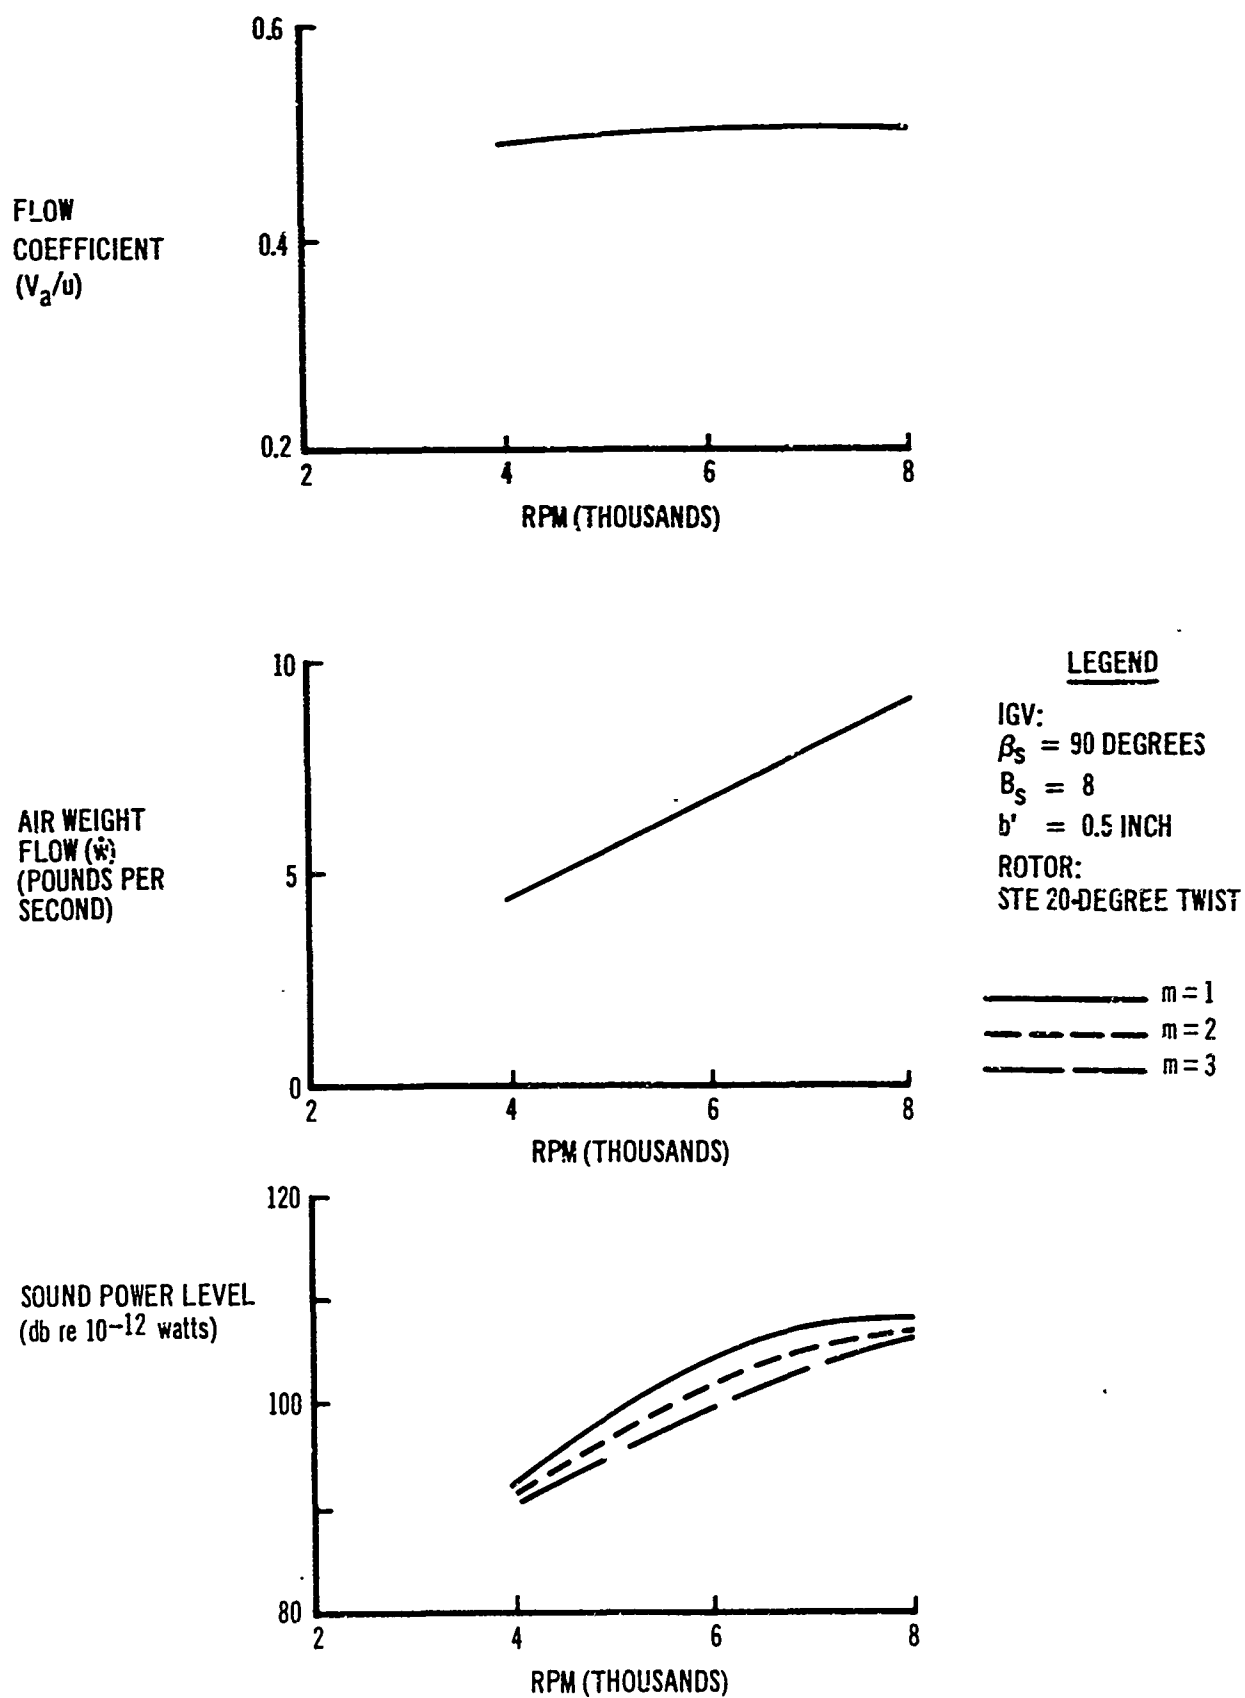 0.6
FLOW
COEFFICIENT
(Va/u)
0.4
0.2
2 4 6 8
RPM (THOUSANDS)
10
AIR WEIGHT
FLOW (ẇ)
(POUNDS PER
SECOND)
5
0
2 4 6 8
RPM (THOUSANDS)
LEGEND
IGV:
βs = 90 DEGREES
Bs = 8
b' = 0.5 INCH
ROTOR:
STE 20-DEGREE TWIST
m = 1
m = 2
m = 3
120
SOUND POWER LEVEL
(db re 10−12 watts)
100
80
2 4 6 8
RPM (THOUSANDS)